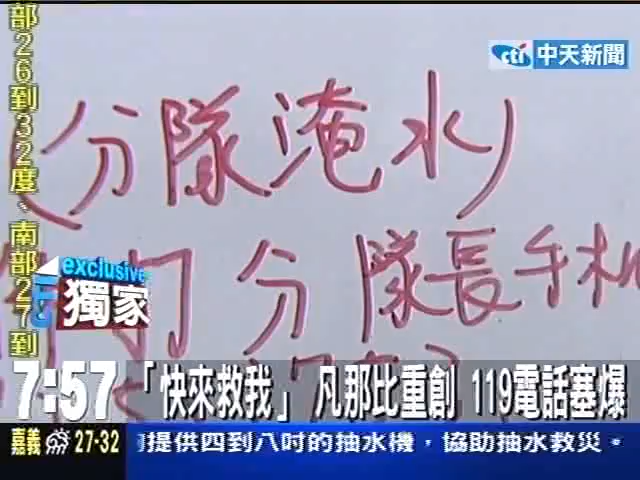 部26到32度、南部27到
cti 中天新聞
(分隊淹水)
打分隊長手机
exclusive
獨家
7:57 「快來救我」 凡那比重創 119電話塞爆
嘉義 27-32 提供四到八吋的抽水機，協助抽水救災。